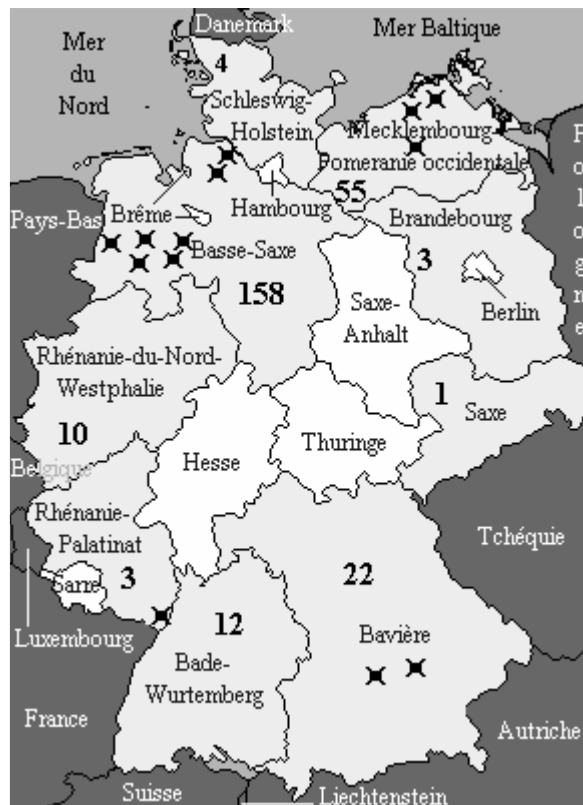 Danemark
Mer
du
Nord
Mer Baltique
4
Schleswig-
Holstein
Mecklembourg
Pomeranie occidentale
Pologne
55
Hambourg
Brême
Pays-Bas
Brandebourg
Basse-Saxe
3
158
Berlin
Saxe-
Anhalt
Rhénanie-du-Nord-
Westphalie
10
1
Saxe
Thuringe
Hesse
Belgique
Rhénanie-
Palatinat
3
Sarre
Tchéquie
22
12
Luxembourg
Bavière
Bade-
Wurtemberg
France
Autriche
Suisse
Liechtenstein